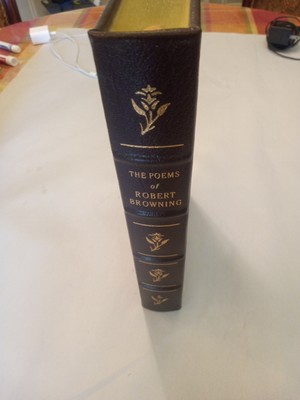 THE POEMS
of
ROBERT
BROWNING